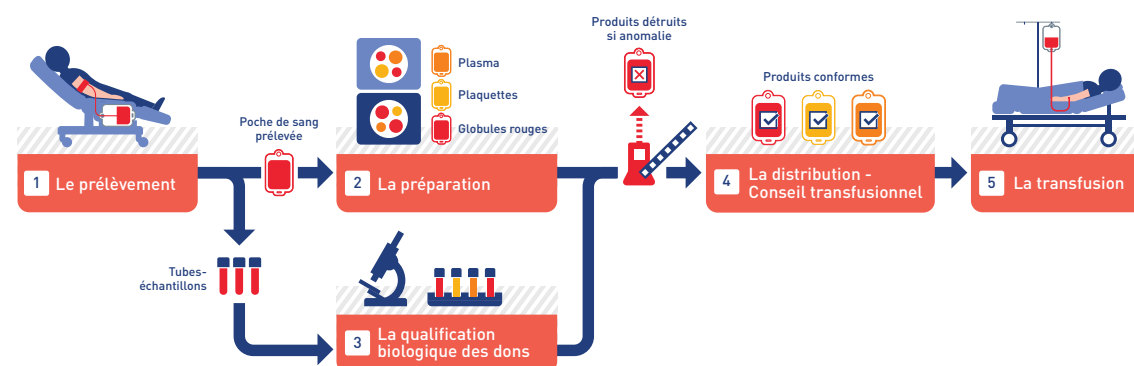 Produits détruits
si anomalie
Plasma
Plaquettes
Globules rouges
Produits conformes
Poche de sang
prélevée
1 Le prélèvement
2 La préparation
4 La distribution -
Conseil transfusionnel
5 La transfusion
Tubes-
échantillons
3 La qualification
biologique des dons